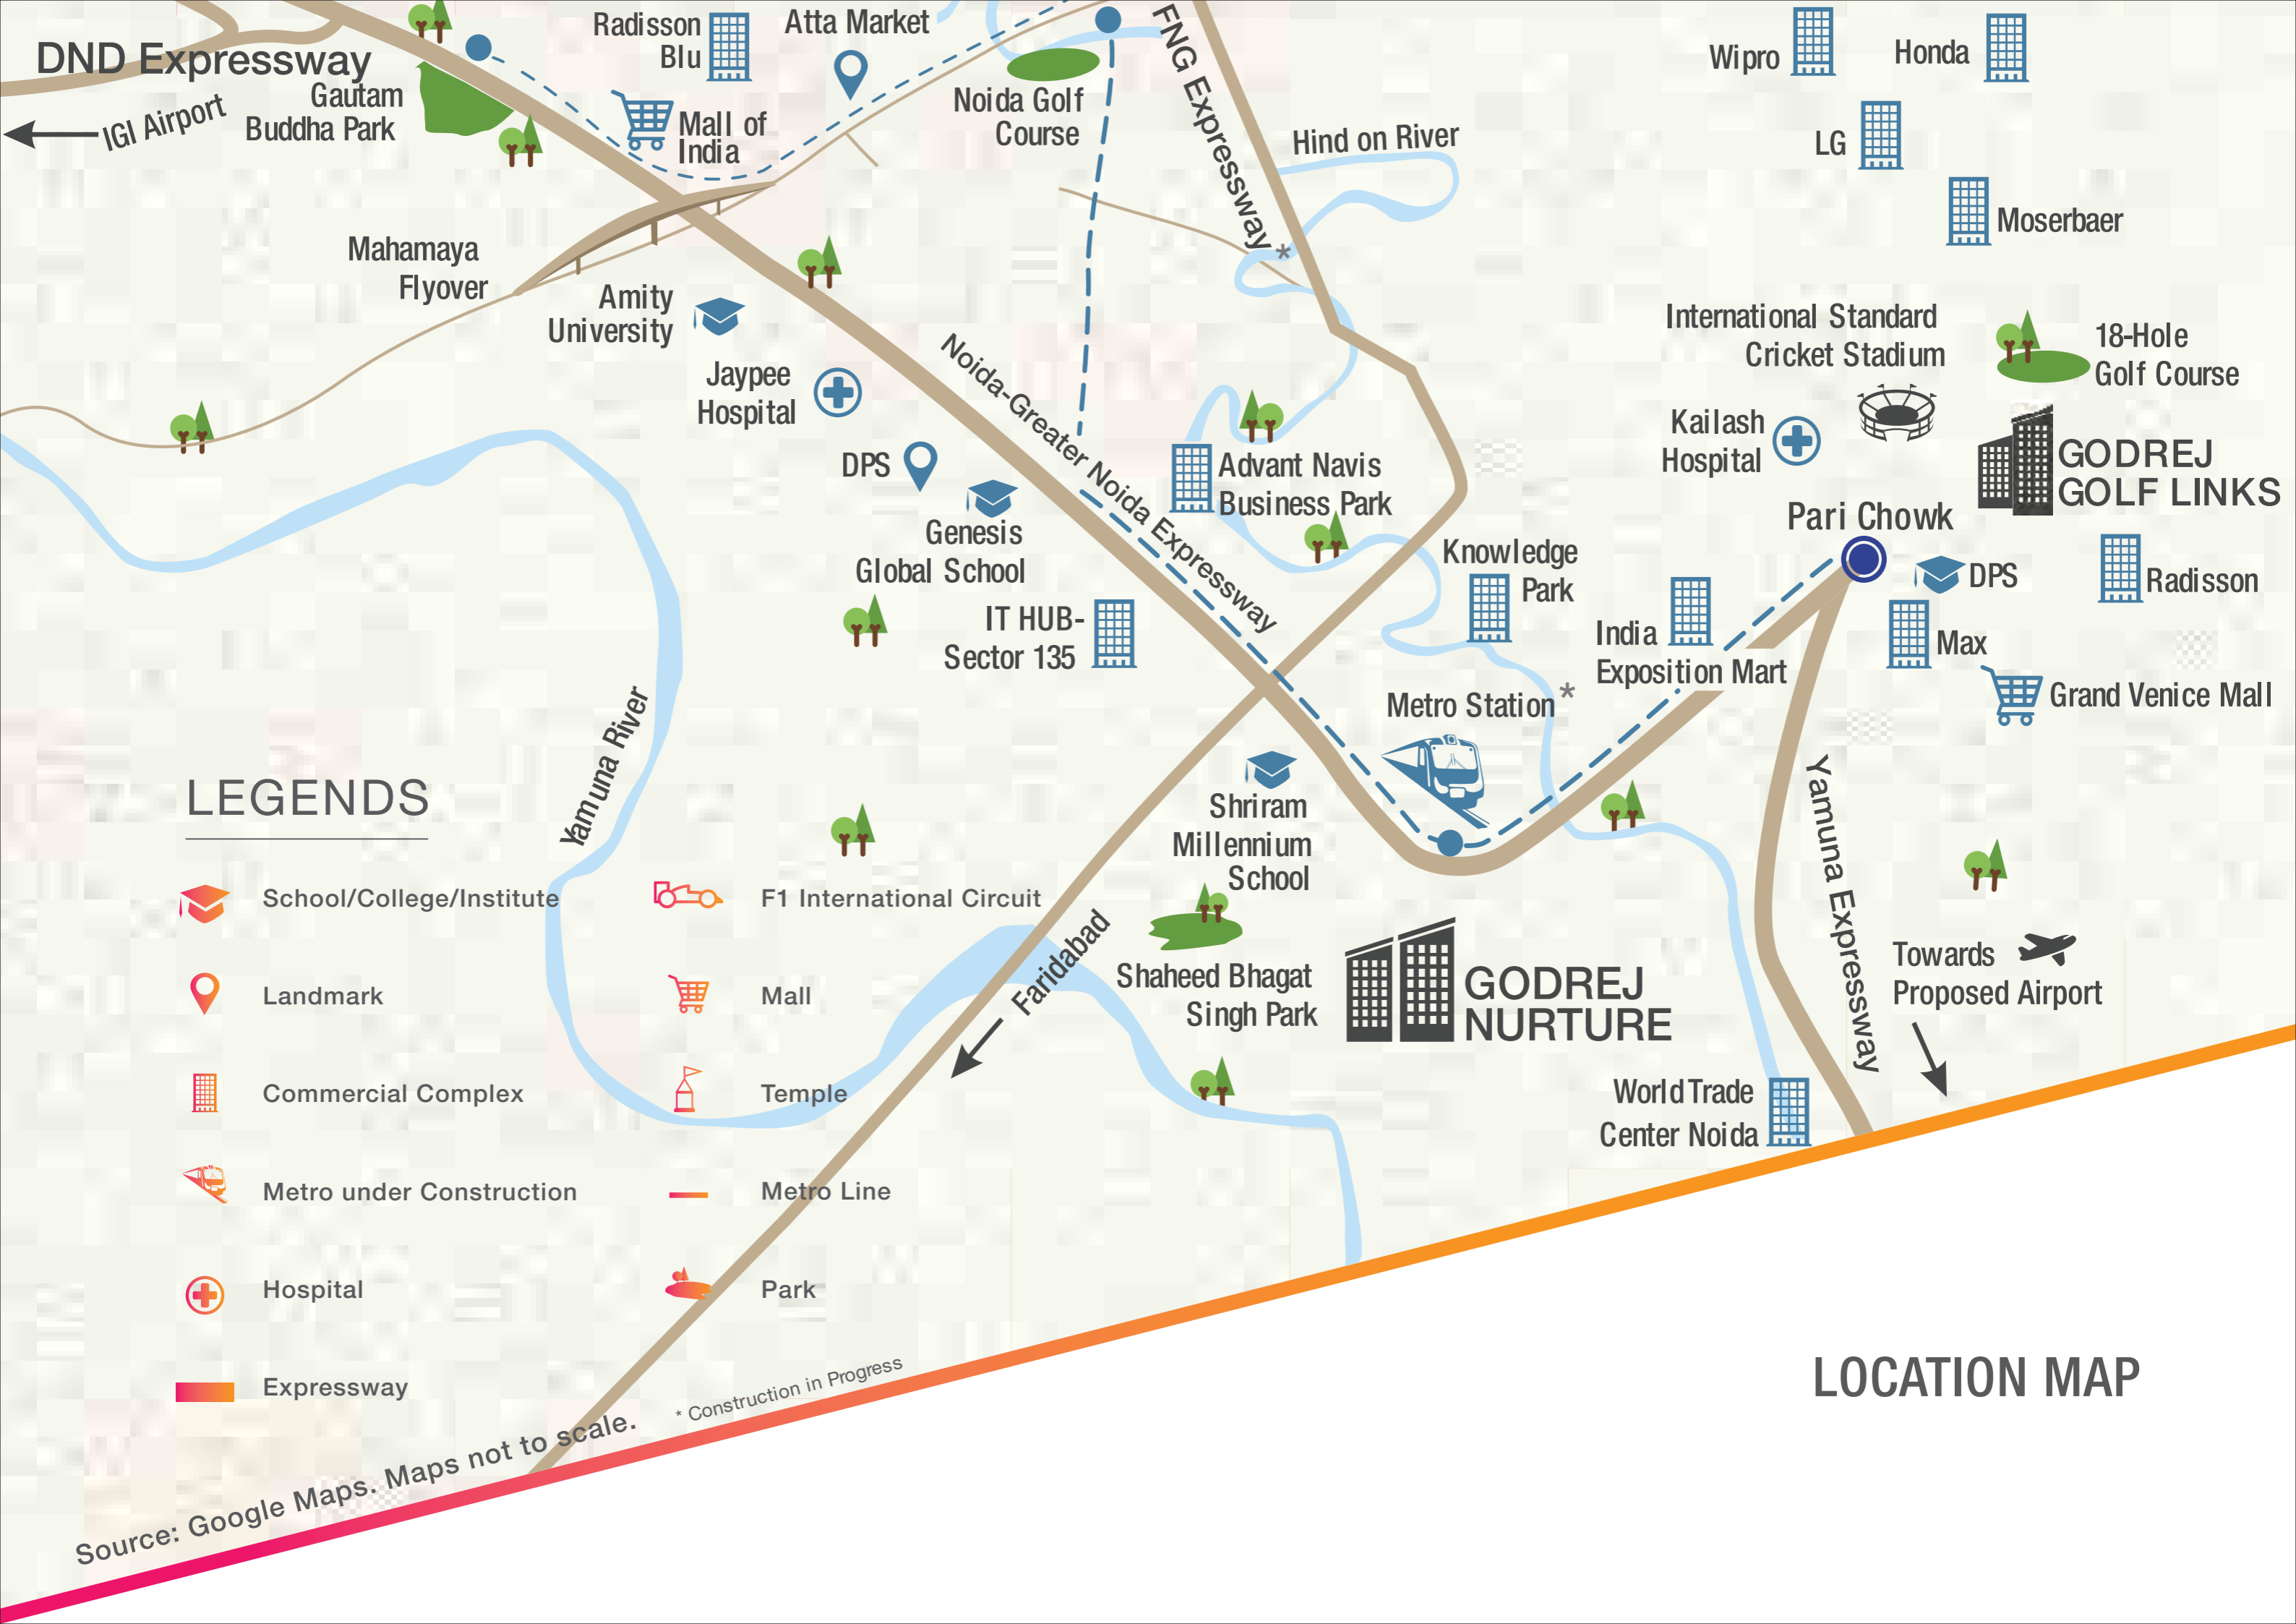 DND Expressway
IGI Airport
Gautam
Buddha Park
Radisson
Blu
Atta Market
Mall of
India
Noida Golf
Course
FNG Expressway *
Hind on River
Wipro
Honda
LG
Moserbaer
Mahamaya
Flyover
Amity
University
Jaypee
Hospital
DPS
Genesis
Global School
IT HUB-
Sector 135
Noida-Greater Noida Expressway
Advant Navis
Business Park
International Standard
Cricket Stadium
18-Hole
Golf Course
Kailash
Hospital
GODREJ
GOLF LINKS
Pari Chowk
Knowledge
Park
India
Exposition Mart
DPS
Radisson
Max
Grand Venice Mall
Metro Station *
Yamuna River
Shriram
Millennium
School
Shaheed Bhagat
Singh Park
Faridabad
GODREJ
NURTURE
Yamuna Expressway
Towards
Proposed Airport
World Trade
Center Noida
LEGENDS
School/College/Institute
F1 International Circuit
Landmark
Mall
Commercial Complex
Temple
Metro under Construction
Metro Line
Hospital
Park
Expressway
Source: Google Maps. Maps not to scale.
* Construction in Progress
LOCATION MAP